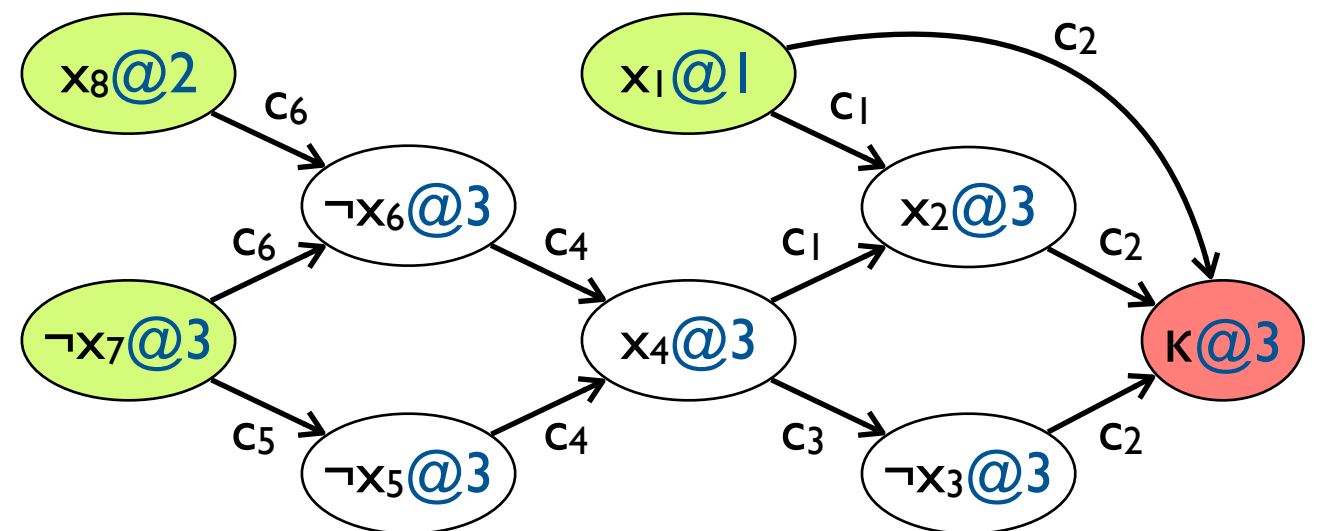 x₈@2
x₁@1
c₂
c₆
c₁
¬x₆@3
x₂@3
c₆
c₄
c₁
c₂
¬x₇@3
x₄@3
κ@3
c₅
c₄
c₃
c₂
¬x₅@3
¬x₃@3